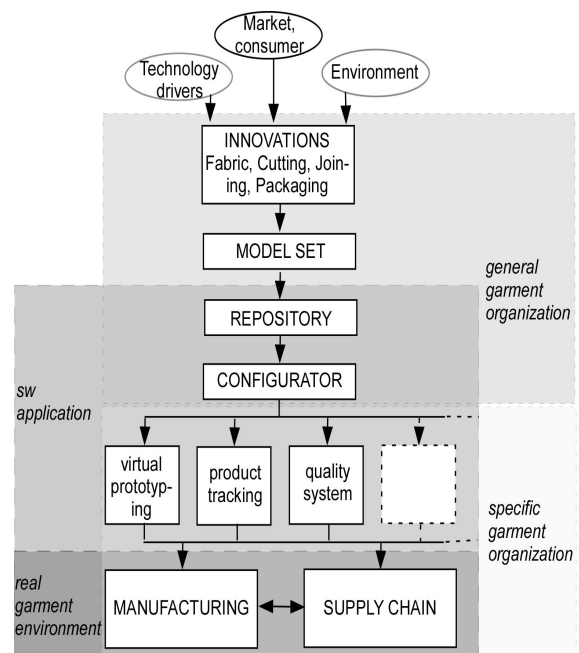 Market,
consumer
Technology
drivers
Environment
INNOVATIONS
Fabric, Cutting, Join-
ing, Packaging
MODEL SET
general
garment
organization
REPOSITORY
CONFIGURATOR
sw
application
virtual
prototyp-
ing
product
tracking
quality
system
specific
garment
organization
real
garment
environment
MANUFACTURING
SUPPLY CHAIN